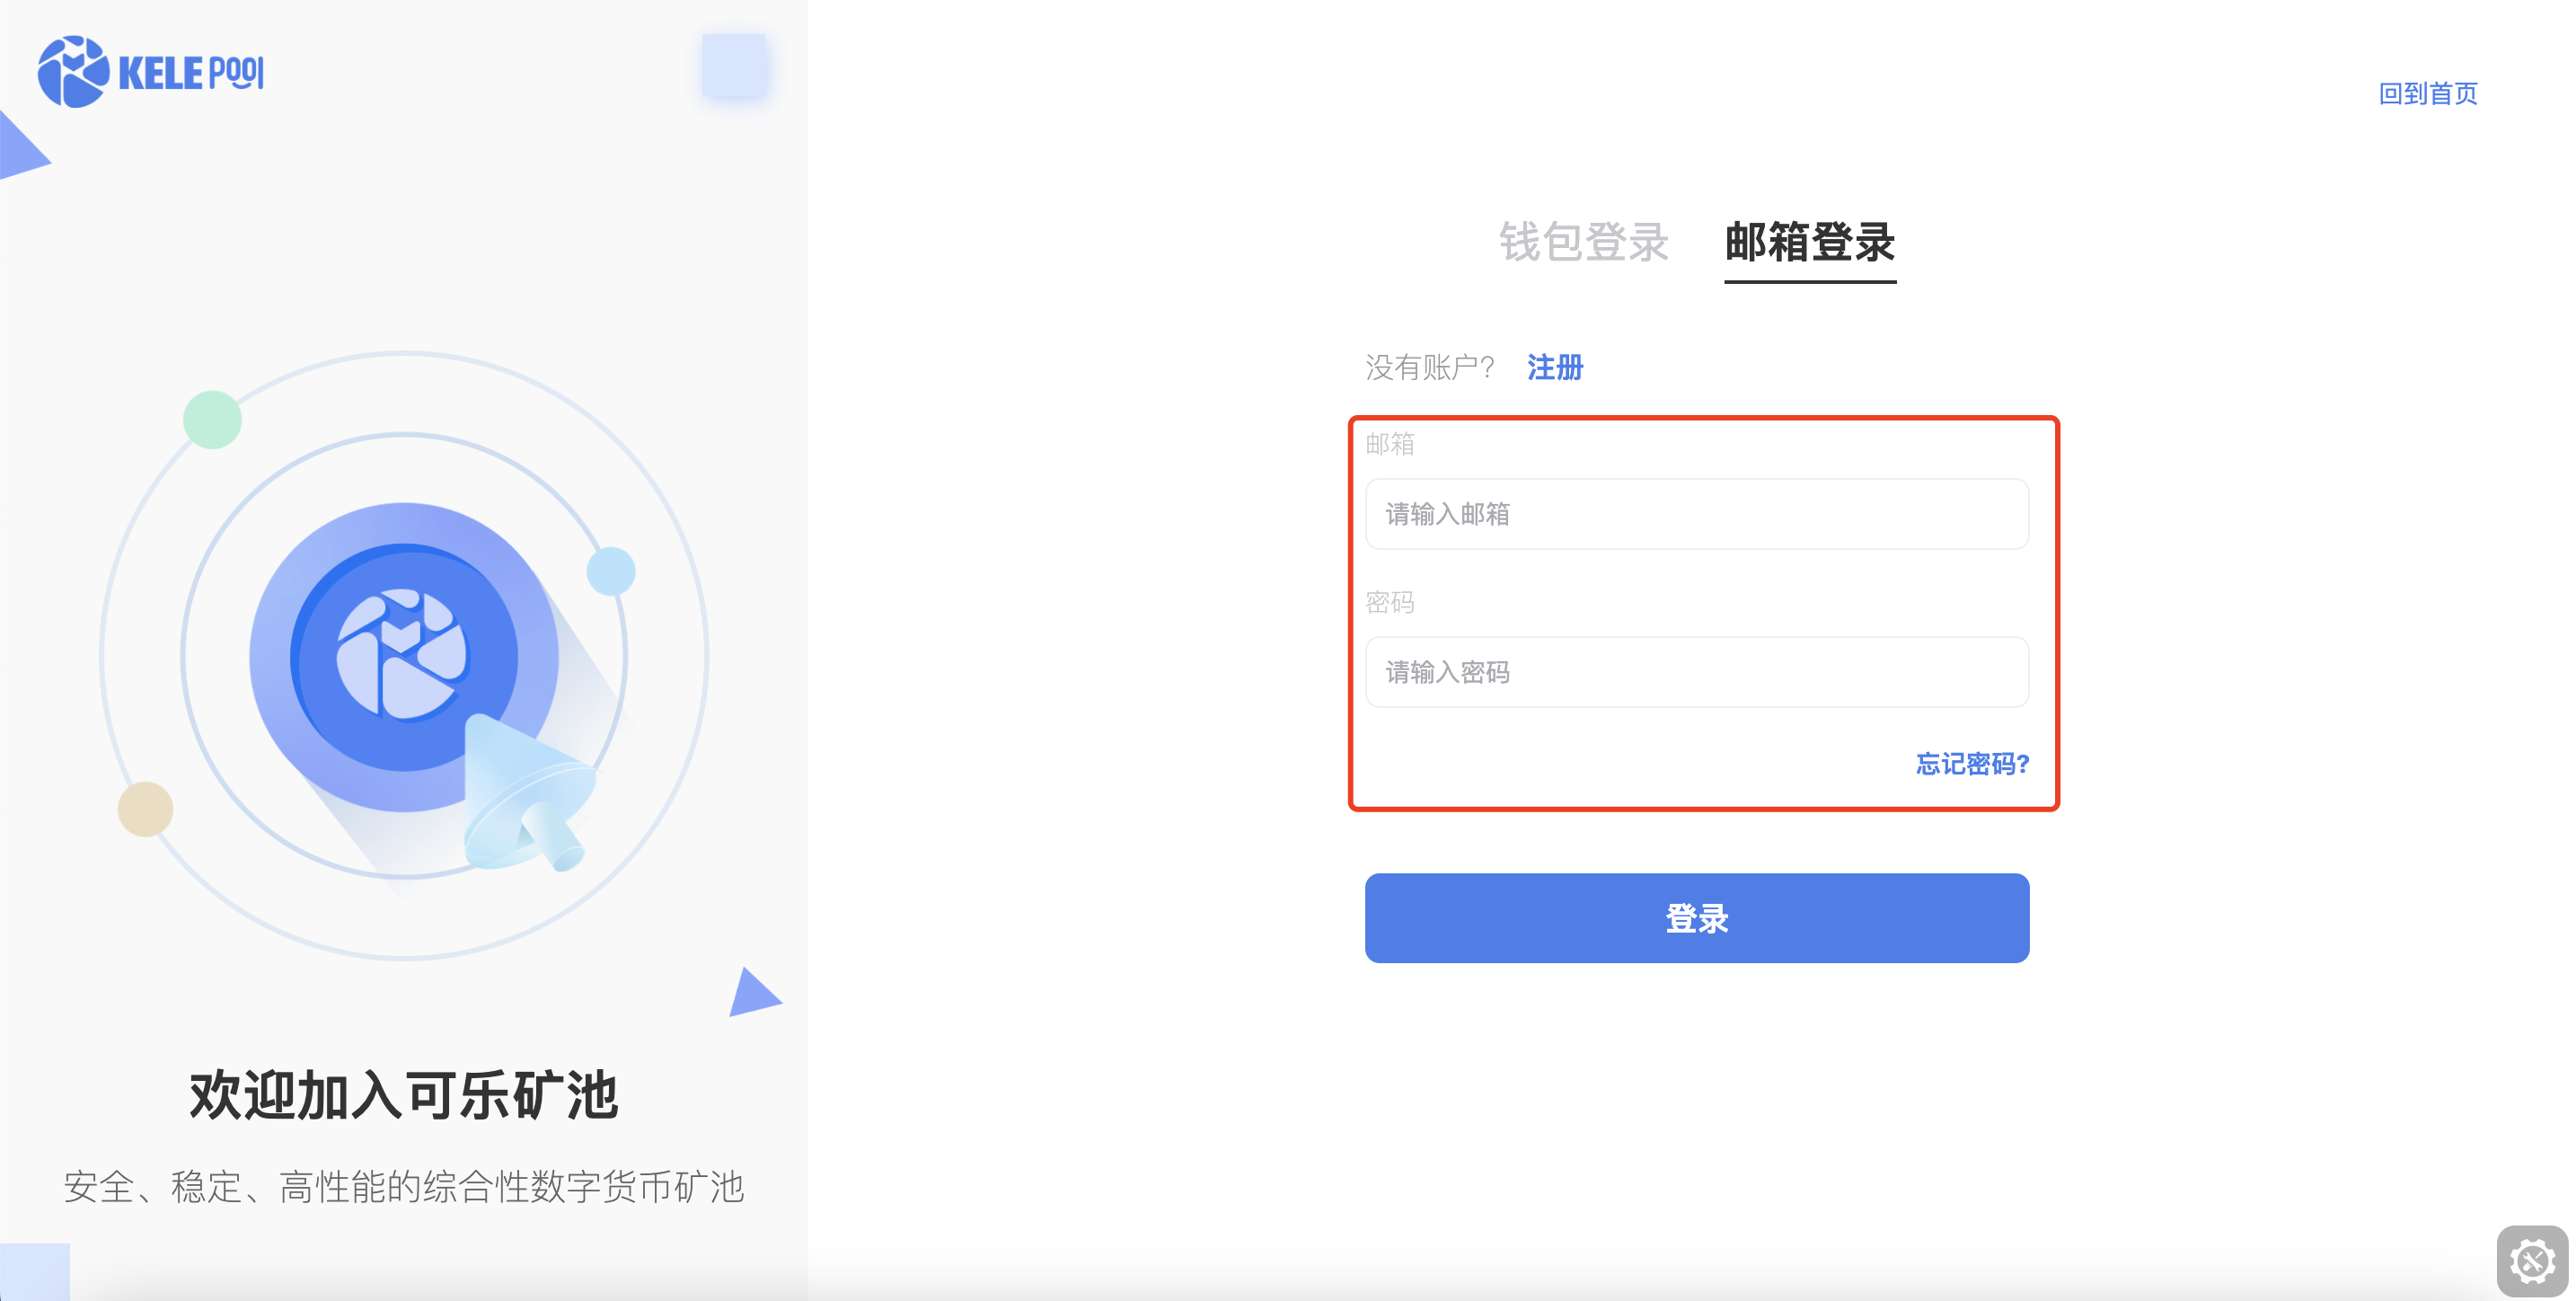 KELE POOL
回到首页
钱包登录 邮箱登录
没有账户? 注册
邮箱
请输入邮箱
密码
请输入密码
忘记密码?
登录
欢迎加入可乐矿池
安全、稳定、高性能的综合性数字货币矿池